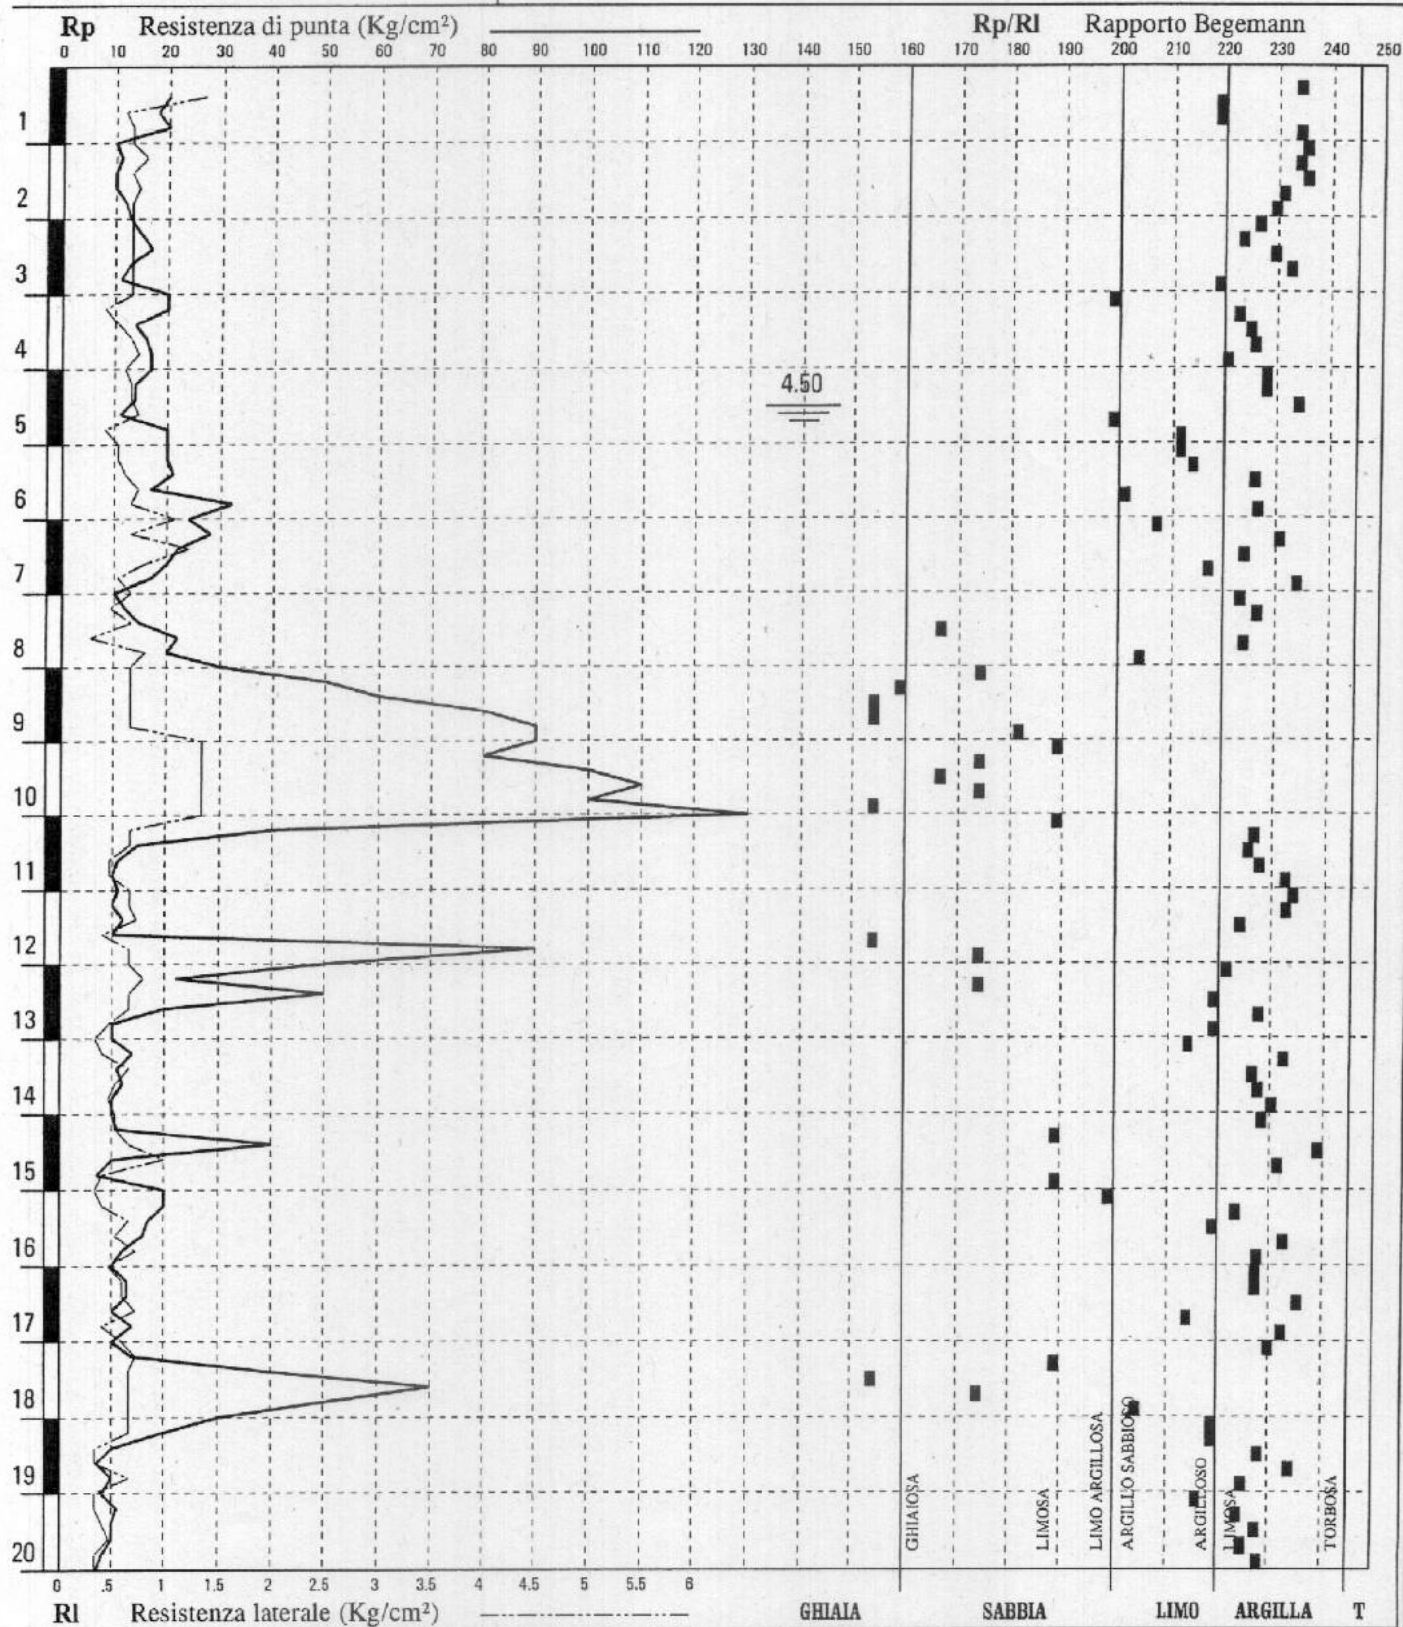 Rp Resistenza di punta (Kg/cm²) Rp/Rl Rapporto Begemann
0 10 20 30 40 50 60 70 80 90 100 110 120 130 140 150 160 170 180 190 200 210 220 230 240 250
1
2
3
4
4.50
5
6
7
8
9
10
11
12
13
14
15
16
17
18
19
20
GHIAIOSA
LIMOSA
LIMO ARGILLOSA
ARGILLO SABBIOSO
ARGILLOSO
LIMOSA
TORBOSA
0 .5 1 1.5 2 2.5 3 3.5 4 4.5 5 5.5 6
Rl Resistenza laterale (Kg/cm²) GHIAIA SABBIA LIMO ARGILLA T